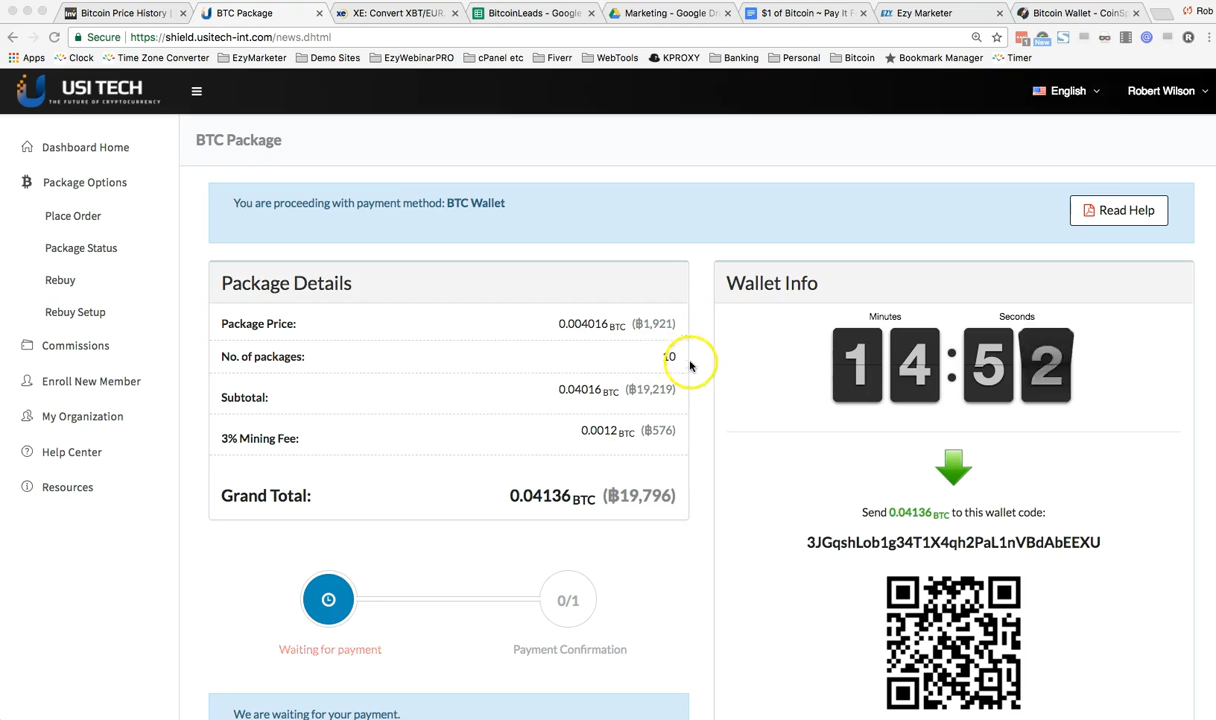 Bitcoin Price History |
BTC Package
XE: Convert XBT/EUR.
BitcoinLeads - Google
Marketing - Google Dr
$1 of Bitcoin ~ Pay It F
Ezy Marketer
Bitcoin Wallet - CoinSp
Rob
Secure
https://shield.usitech-int.com/news.dhtml
New
Apps
Clock
Time Zone Converter
EzyMarketer
Demo Sites
EzyWebinarPRO
cPanel etc
Fiverr
WebTools
KPROXY
Banking
Personal
Bitcoin
Bookmark Manager
Timer
USI TECH
THE FUTURE OF CRYPTOCURRENCY
English
Robert Wilson
Dashboard Home
Package Options
Place Order
Package Status
Rebuy
Rebuy Setup
Commissions
Enroll New Member
My Organization
Help Center
Resources
BTC Package
You are proceeding with payment method: BTC Wallet
Read Help
Package Details
Package Price: 0.004016 BTC (฿1,921)
No. of packages: 10
Subtotal: 0.04016 BTC (฿19,219)
3% Mining Fee: 0.0012 BTC (฿576)
Grand Total: 0.04136 BTC (฿19,796)
0/1
Waiting for payment
Payment Confirmation
We are waiting for your payment.
Wallet Info
Minutes Seconds
14:52
Send 0.04136 BTC to this wallet code:
3JGqshLob1g34T1X4qh2PaL1nVBdAbEEXU